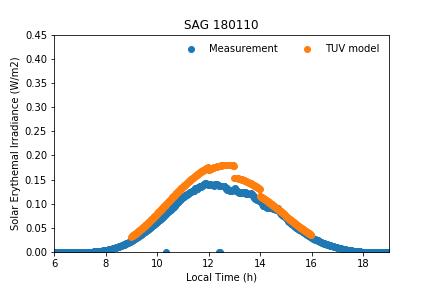 SAG 180110
Measurement
TUV model
Solar Erythemal Irradiance (W/m2)
0.45
0.40
0.35
0.30
0.25
0.20
0.15
0.10
0.05
0.00
6 8 10 12 14 16 18
Local Time (h)